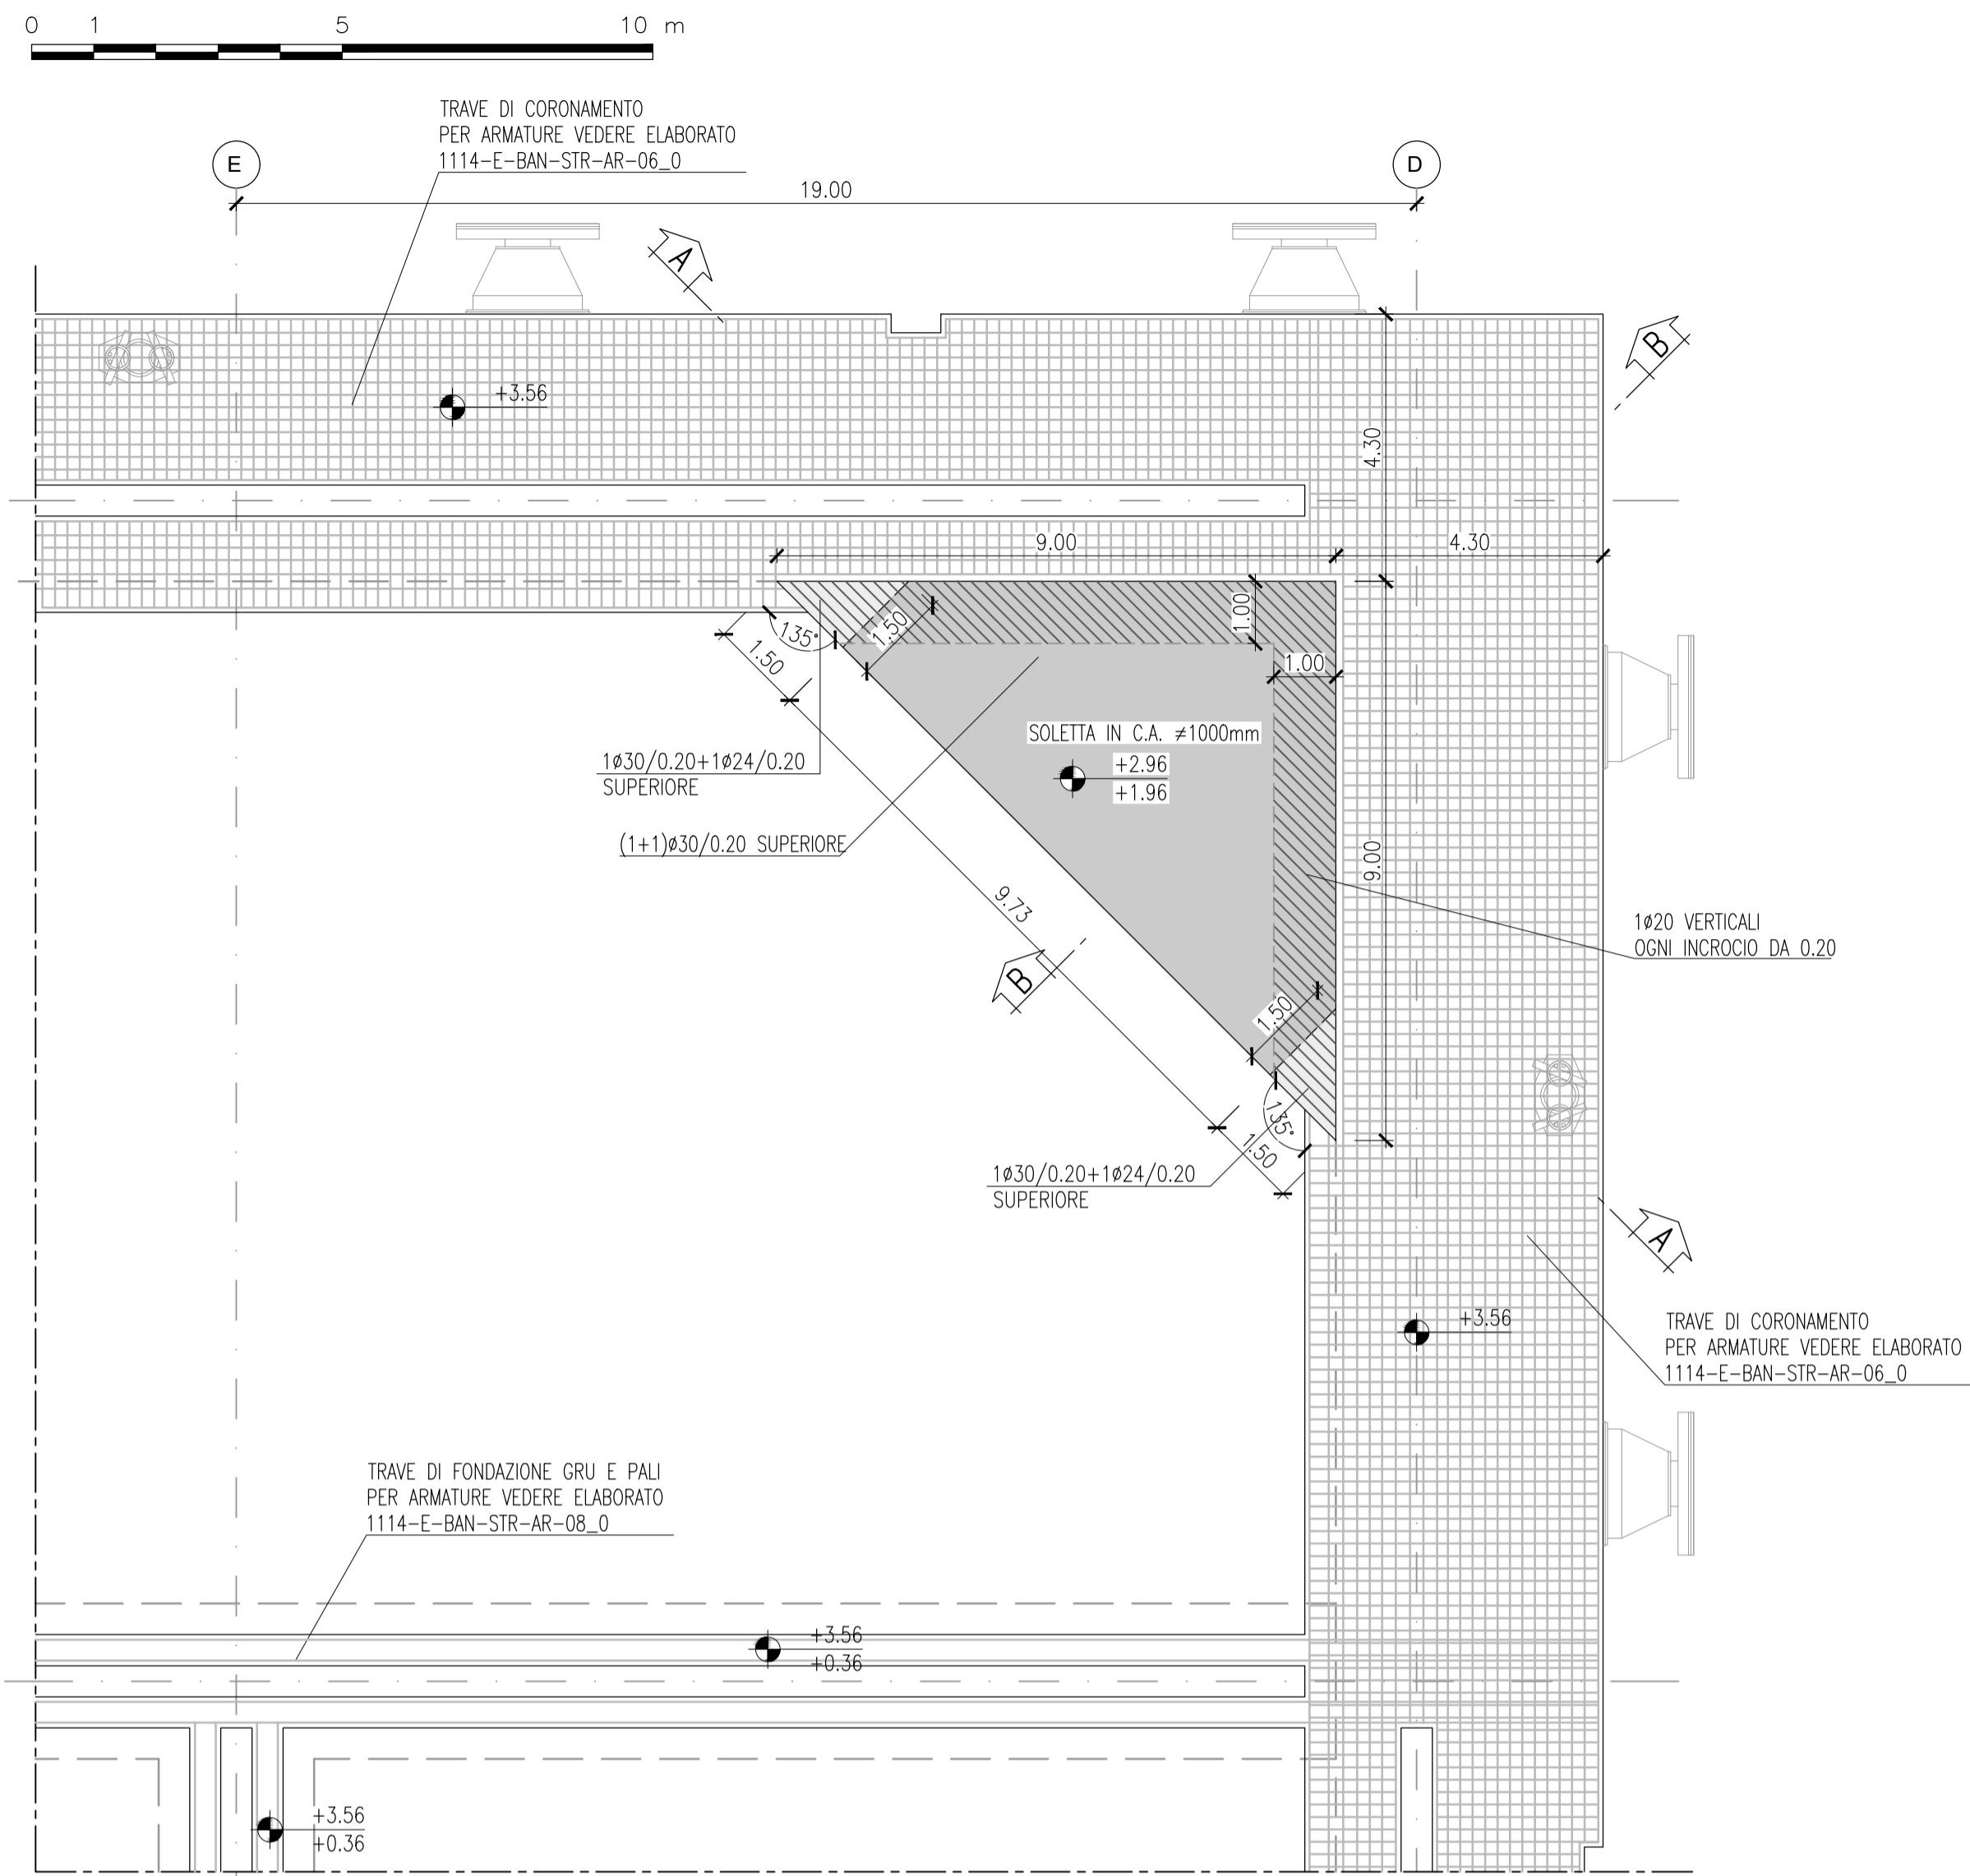 0 1 5 10 m
TRAVE DI CORONAMENTO
PER ARMATURE VEDERE ELABORATO
1114-E-BAN-STR-AR-06_0
E
D
19.00
A
B
+3.56
4.30
9.00
4.30
135°
1.50
1.50
1.00
1.00
SOLETTA IN C.A. ≠1000mm
+2.96
+1.96
1ø30/0.20+1ø24/0.20
SUPERIORE
(1+1)ø30/0.20 SUPERIORE
9.00
9.73
1ø20 VERTICALI
OGNI INCROCIO DA 0.20
B
1.50
135°
1.50
1ø30/0.20+1ø24/0.20
SUPERIORE
A
+3.56
TRAVE DI CORONAMENTO
PER ARMATURE VEDERE ELABORATO
1114-E-BAN-STR-AR-06_0
TRAVE DI FONDAZIONE GRU E PALI
PER ARMATURE VEDERE ELABORATO
1114-E-BAN-STR-AR-08_0
+3.56
+0.36
+3.56
+0.36